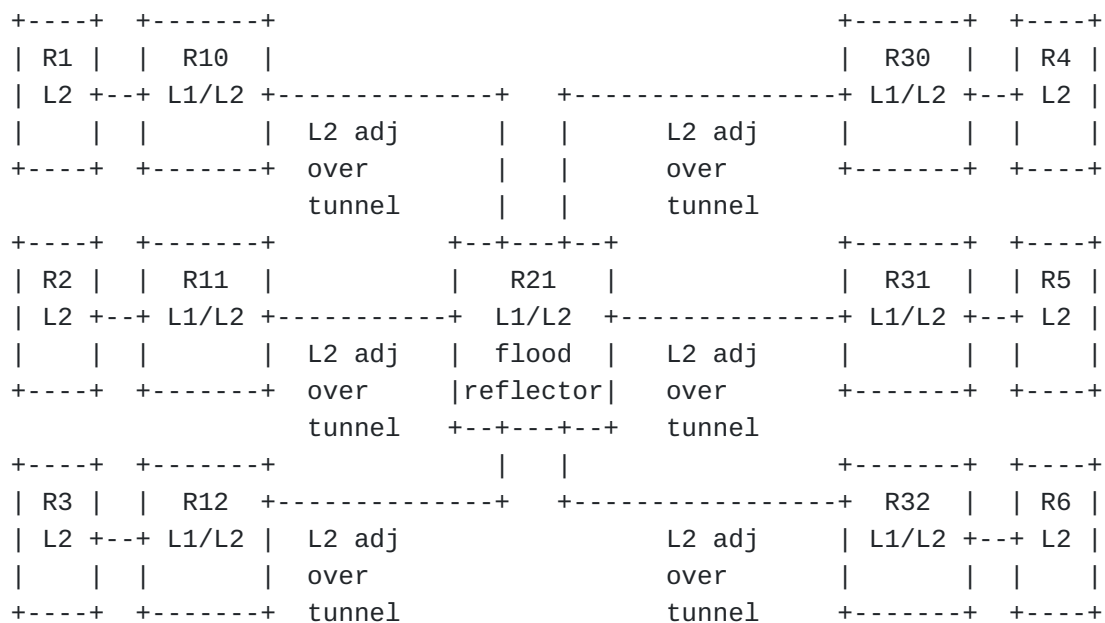 +----+  +-------+                                  +-------+  +----+
| R1 |  |  R10  |                                  |  R30  |  | R4 |
| L2 +--+ L1/L2 +--------------+   +---------------+ L1/L2 +--+ L2 |
|    |  |       |  L2 adj      |   |      L2 adj   |       |  |    |
+----+  +-------+  over        |   |      over     +-------+  +----+
                   tunnel      |   |      tunnel
+----+  +-------+           +--+---+--+            +-------+  +----+
| R2 |  |  R11  |           |   R21   |            |  R31  |  | R5 |
| L2 +--+ L1/L2 +-----------+  L1/L2  +------------+ L1/L2 +--+ L2 |
|    |  |       |  L2 adj   |  flood  |   L2 adj   |       |  |    |
+----+  +-------+  over     |reflector|   over     +-------+  +----+
                   tunnel   +--+---+--+   tunnel
+----+  +-------+              |   |               +-------+  +----+
| R3 |  |  R12  +--------------+   +---------------+  R32  |  | R6 |
| L2 +--+ L1/L2 |  L2 adj                 L2 adj   | L1/L2 +--+ L2 |
|    |  |       |  over                   over     |       |  |    |
+----+  +-------+  tunnel                 tunnel   +-------+  +----+